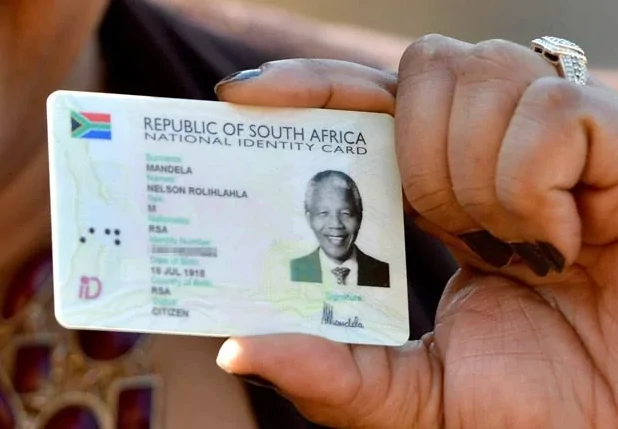 REPUBLIC OF SOUTH AFRICA
NATIONAL IDENTITY CARD
Surname
MANDELA
Names
NELSON ROLIHLAHLA
Sex
M
Nationality
RSA
Identity Number
Date of Birth
18 JUL 1918
Country of Birth
RSA
Status
CITIZEN
Signature
Mandela
iD